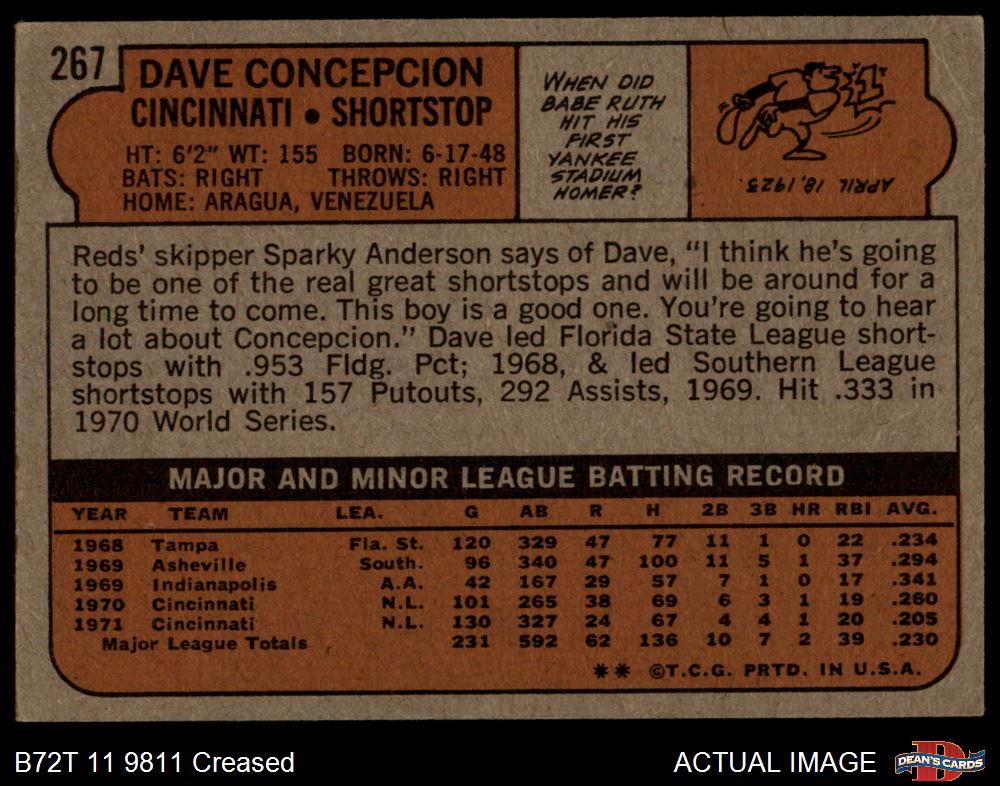 267
DAVE CONCEPCION
CINCINNATI • SHORTSTOP
HT: 6'2" WT: 155 BORN: 6-17-48
BATS: RIGHT THROWS: RIGHT
HOME: ARAGUA, VENEZUELA
WHEN DID
BABE RUTH
HIT HIS
FIRST
YANKEE
STADIUM
HOMER?
APRIL 18, 1923.
Reds' skipper Sparky Anderson says of Dave, "I think he's going
to be one of the real great shortstops and will be around for a
long time to come. This boy is a good one. You're going to hear
a lot about Concepcion." Dave led Florida State League short-
stops with .953 Fldg. Pct; 1968, & led Southern League
shortstops with 157 Putouts, 292 Assists, 1969. Hit .333 in
1970 World Series.
MAJOR AND MINOR LEAGUE BATTING RECORD
YEAR TEAM LEA. G AB R H 2B 3B HR RBI AVG.
1968 Tampa Fla. St. 120 329 47 77 11 1 0 22 .234
1969 Asheville South. 96 340 47 100 11 5 1 37 .294
1969 Indianapolis A.A. 42 167 29 57 7 1 0 17 .341
1970 Cincinnati N.L. 101 265 38 69 6 3 1 19 .260
1971 Cincinnati N.L. 130 327 24 67 4 4 1 20 .205
Major League Totals 231 592 62 136 10 7 2 39 .230
** ©T.C.G. PRTD. IN U.S.A.
B72T 11 9811 Creased
ACTUAL IMAGE
D
DEAN'S CARDS